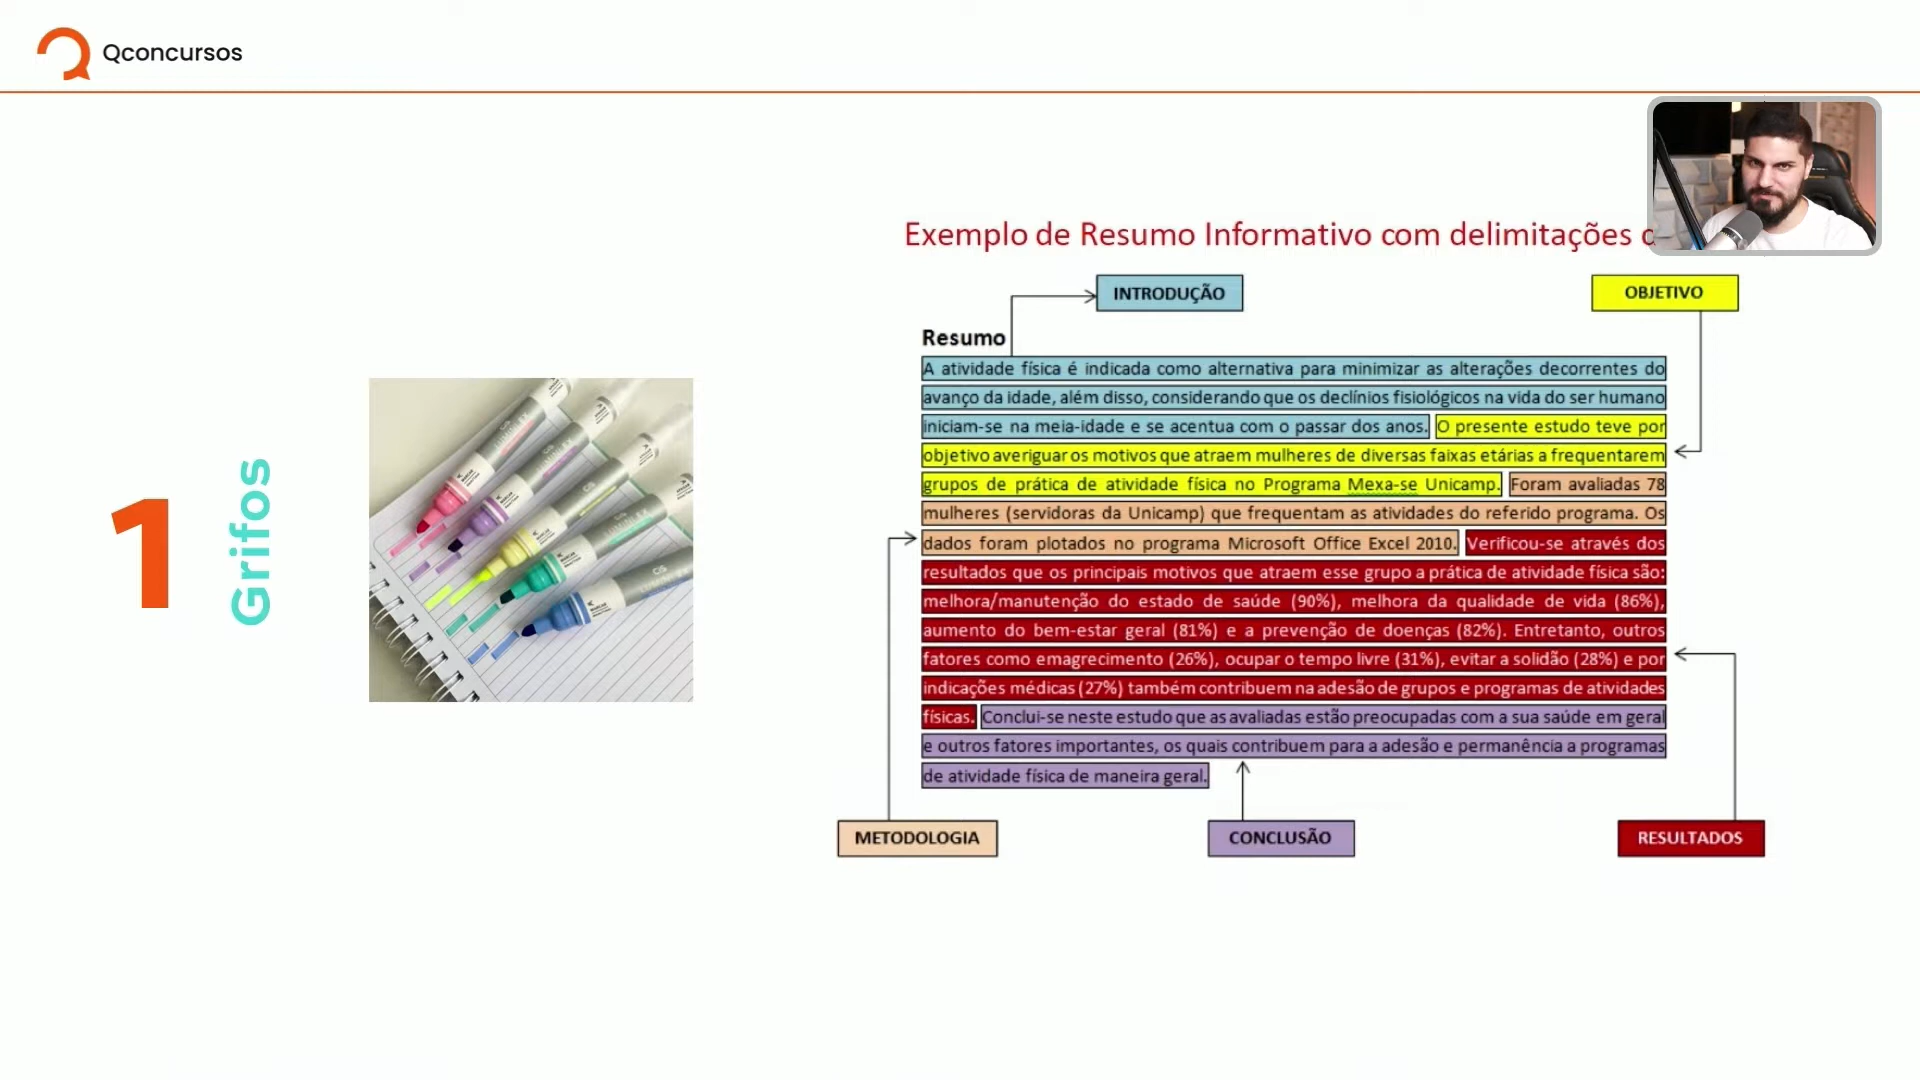 Qconcursos
1
Grifos
Exemplo de Resumo Informativo com delimitações
INTRODUÇÃO
OBJETIVO
Resumo
A atividade física é indicada como alternativa para minimizar as alterações decorrentes do
avanço da idade, além disso, considerando que os declínios fisiológicos na vida do ser humano
iniciam-se na meia-idade e se acentua com o passar dos anos. O presente estudo teve por
objetivo averiguar os motivos que atraem mulheres de diversas faixas etárias a frequentarem
grupos de prática de atividade física no Programa Mexa-se Unicamp. Foram avaliadas 78
mulheres (servidoras da Unicamp) que frequentam as atividades do referido programa. Os
dados foram plotados no programa Microsoft Office Excel 2010. Verificou-se através dos
resultados que os principais motivos que atraem esse grupo a prática de atividade física são:
melhora/manutenção do estado de saúde (90%), melhora da qualidade de vida (86%),
aumento do bem-estar geral (81%) e a prevenção de doenças (82%). Entretanto, outros
fatores como emagrecimento (26%), ocupar o tempo livre (31%), evitar a solidão (28%) e por
indicações médicas (27%) também contribuem na adesão de grupos e programas de atividades
físicas. Conclui-se neste estudo que as avaliadas estão preocupadas com a sua saúde em geral
e outros fatores importantes, os quais contribuem para a adesão e permanência a programas
de atividade física de maneira geral.
METODOLOGIA
CONCLUSÃO
RESULTADOS